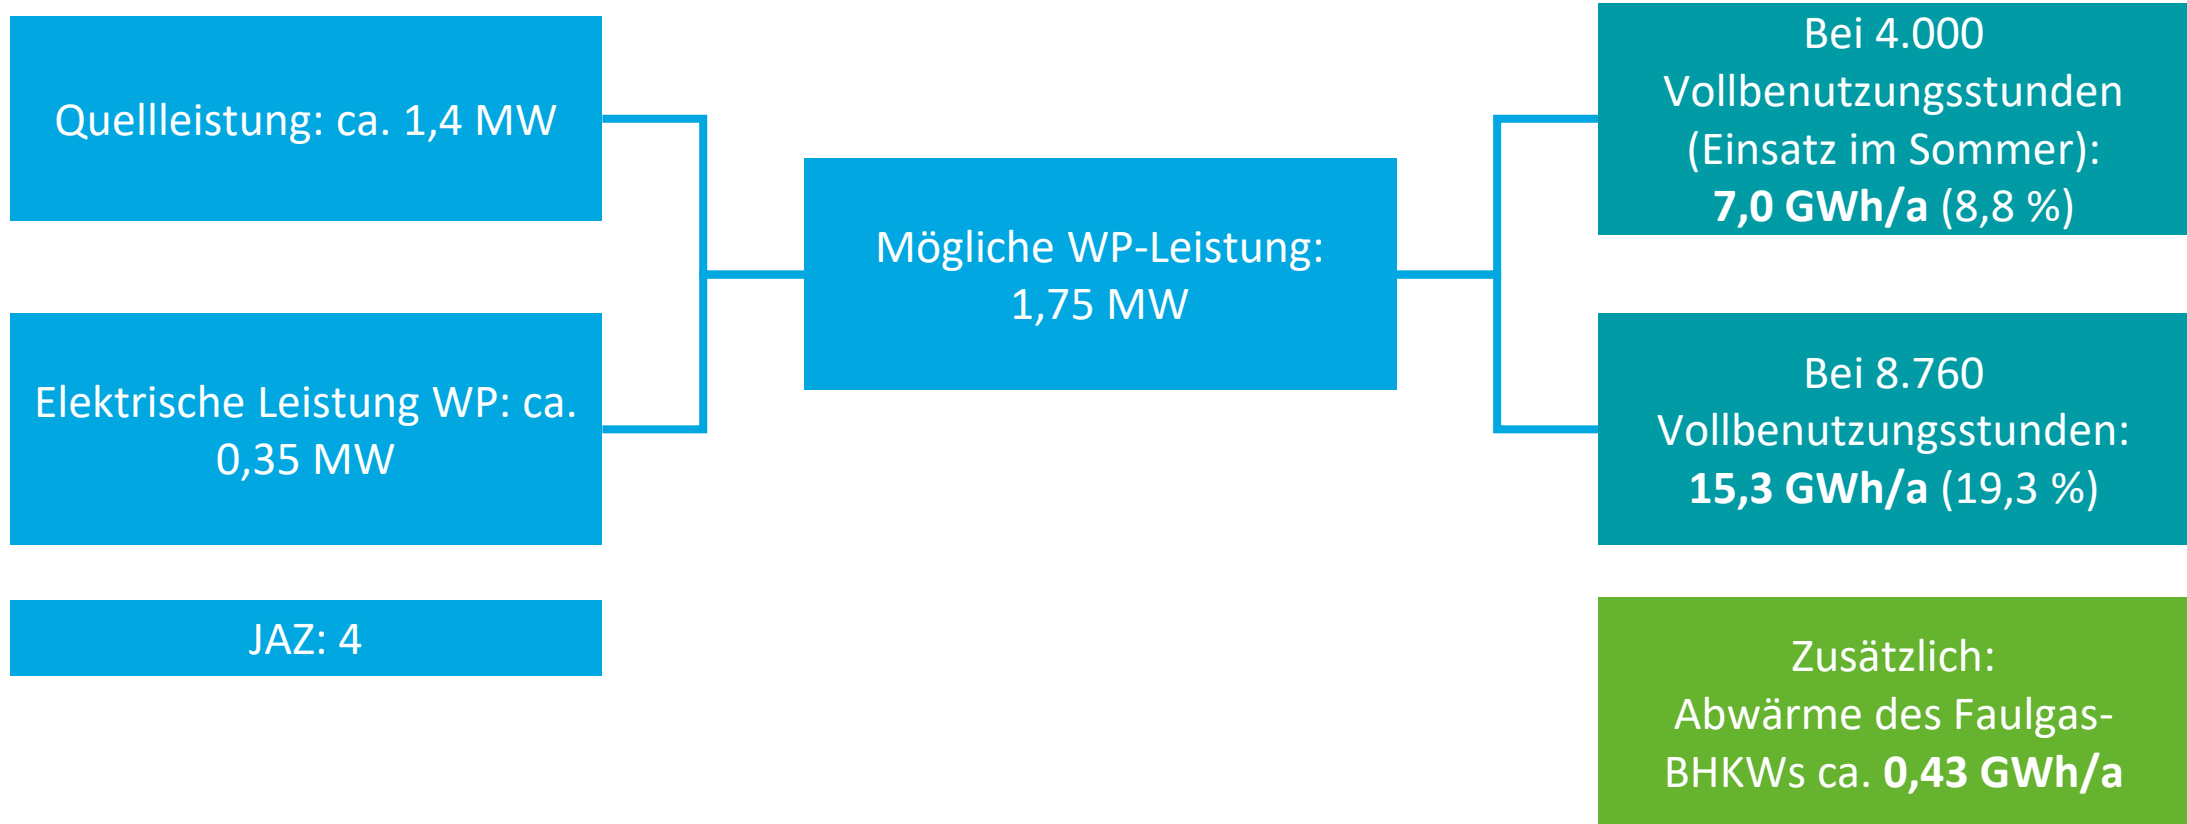 Quellleistung: ca. 1,4 MW
Elektrische Leistung WP: ca.
0,35 MW
JAZ: 4
Mögliche WP-Leistung:
1,75 MW
Bei 4.000
Vollbenutzungsstunden
(Einsatz im Sommer):
7,0 GWh/a (8,8 %)
Bei 8.760
Vollbenutzungsstunden:
15,3 GWh/a (19,3 %)
Zusätzlich:
Abwärme des Faulgas-
BHKWs ca. 0,43 GWh/a